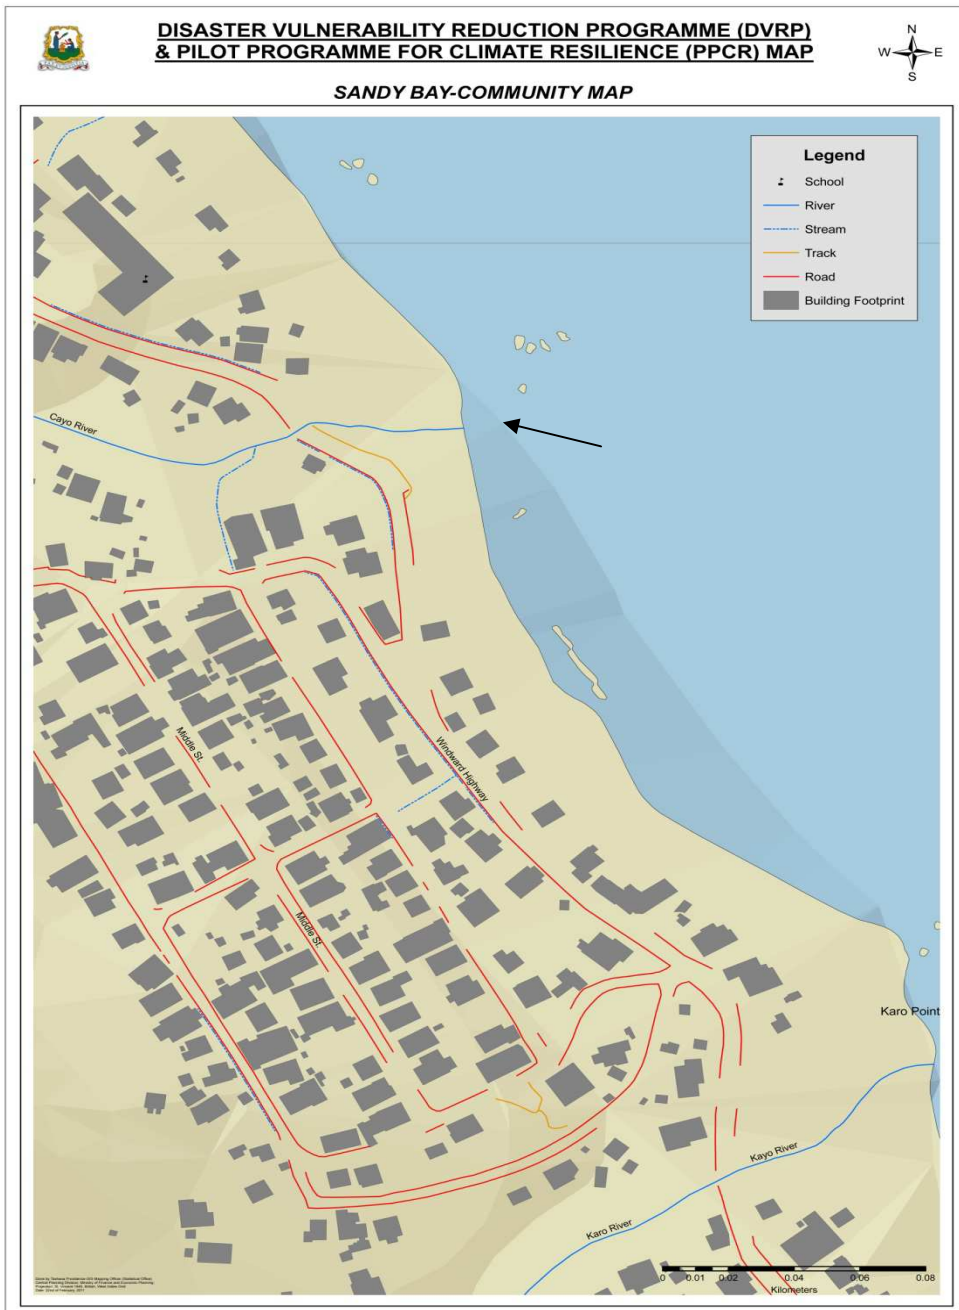 DISASTER VULNERABILITY REDUCTION PROGRAMME (DVRP)
& PILOT PROGRAMME FOR CLIMATE RESILIENCE (PPCR) MAP
N
W E
S
SANDY BAY-COMMUNITY MAP
Legend
School
River
Stream
Track
Road
Building Footprint
Cayo River
Middle St.
Windward Highway
Middle St.
Karo Point
Kayo River
Karo River
0 0.01 0.02 0.04 0.06 0.08
Kilometers